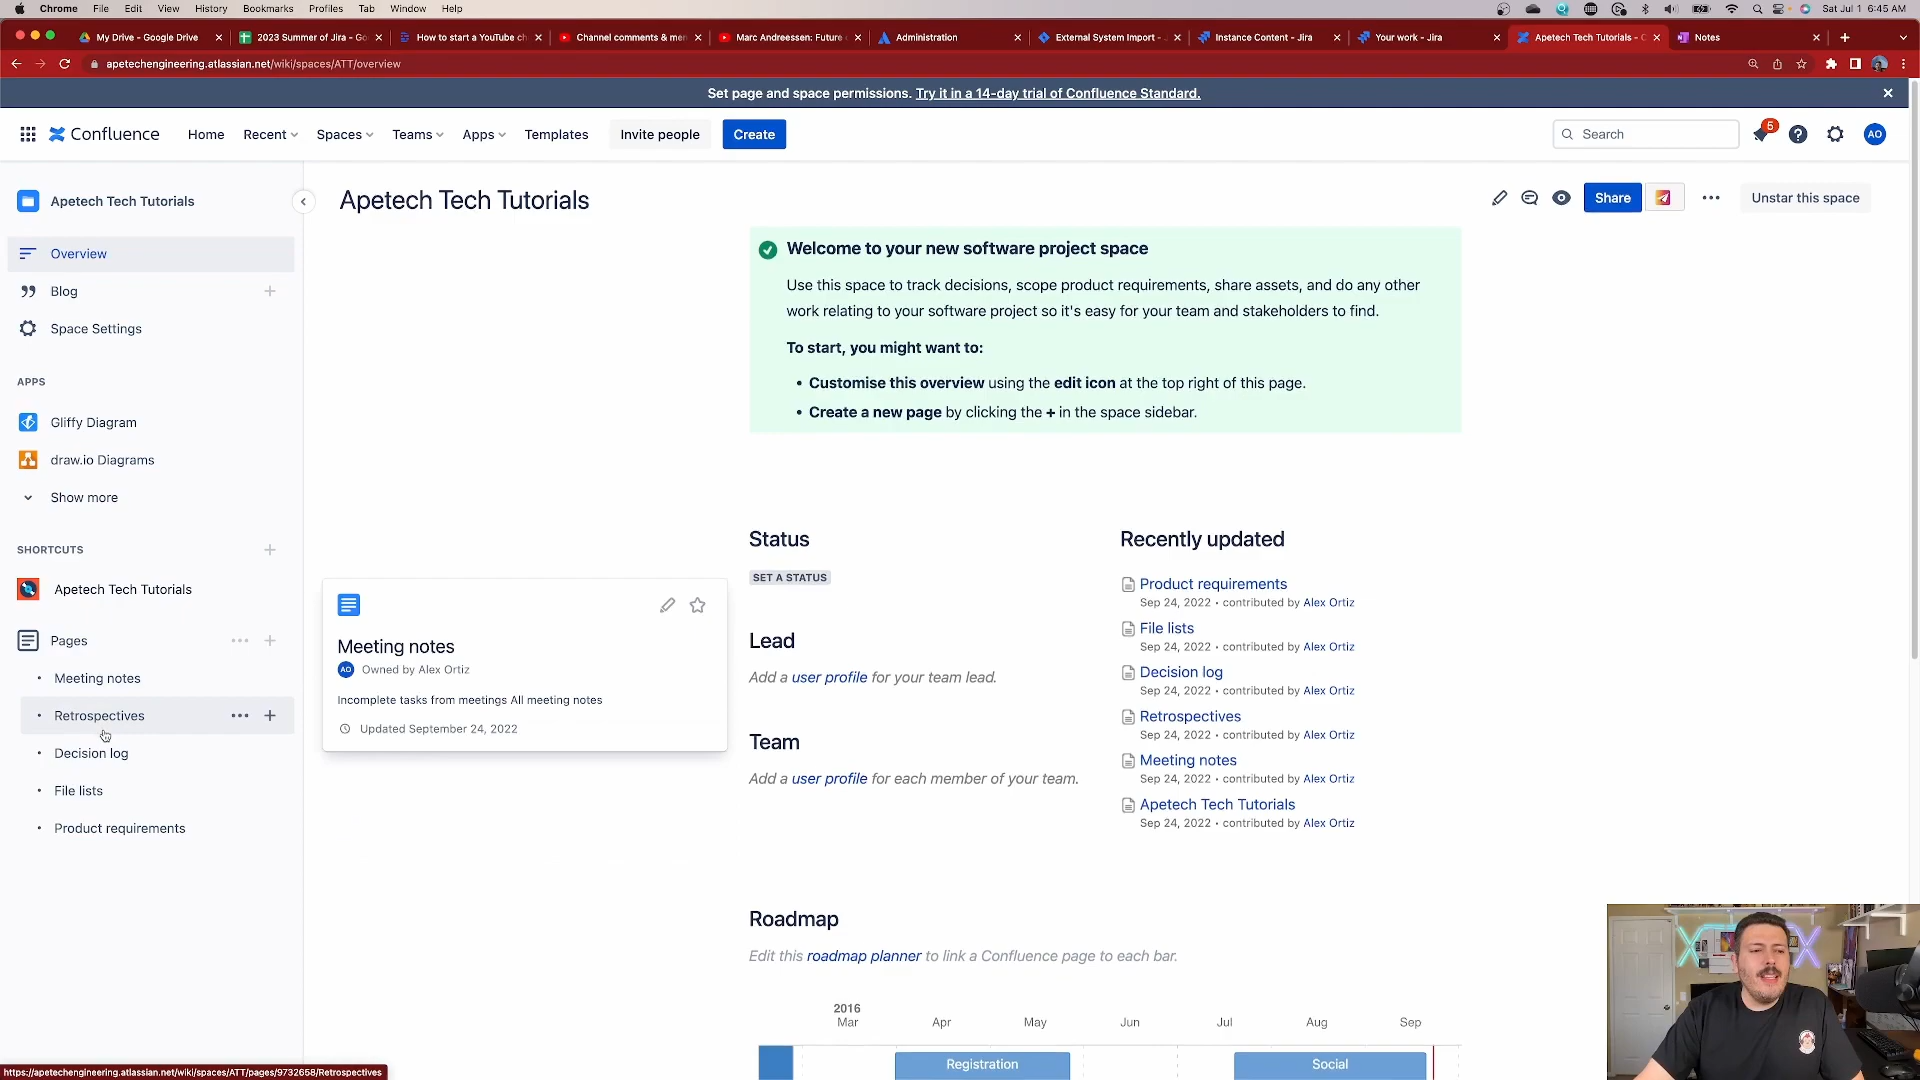 Chrome File Edit View History Bookmarks Profiles Tab Window Help
Sat Jul 1 6:45 AM
My Drive - Google Drive
2023 Summer of Jira - Go
How to start a YouTube ch
Channel comments & me
Marc Andreessen: Future
Administration
External System Import -
Instance Content - Jira
Your work - Jira
Apetech Tech Tutorials - C
Notes
apetechengineering.atlassian.net/wiki/spaces/ATT/overview
Set page and space permissions. Try it in a 14-day trial of Confluence Standard.
Confluence
Home
Recent
Spaces
Teams
Apps
Templates
Invite people
Create
Search
5
AO
Apetech Tech Tutorials
Overview
Blog
Space Settings
APPS
Gliffy Diagram
draw.io Diagrams
Show more
SHORTCUTS
Apetech Tech Tutorials
Pages
Meeting notes
Retrospectives
Decision log
File lists
Product requirements
Apetech Tech Tutorials
Share
Unstar this space
Welcome to your new software project space
Use this space to track decisions, scope product requirements, share assets, and do any other
work relating to your software project so it's easy for your team and stakeholders to find.
To start, you might want to:
• Customise this overview using the edit icon at the top right of this page.
• Create a new page by clicking the + in the space sidebar.
Meeting notes
AO Owned by Alex Ortiz
Incomplete tasks from meetings All meeting notes
Updated September 24, 2022
Status
SET A STATUS
Lead
Add a user profile for your team lead.
Team
Add a user profile for each member of your team.
Recently updated
Product requirements
Sep 24, 2022 • contributed by Alex Ortiz
File lists
Sep 24, 2022 • contributed by Alex Ortiz
Decision log
Sep 24, 2022 • contributed by Alex Ortiz
Retrospectives
Sep 24, 2022 • contributed by Alex Ortiz
Meeting notes
Sep 24, 2022 • contributed by Alex Ortiz
Apetech Tech Tutorials
Sep 24, 2022 • contributed by Alex Ortiz
Roadmap
Edit this roadmap planner to link a Confluence page to each bar.
2016
Mar Apr May Jun Jul Aug Sep
Registration
Social
https://apetechengineering.atlassian.net/wiki/spaces/ATT/pages/9732658/Retrospectives